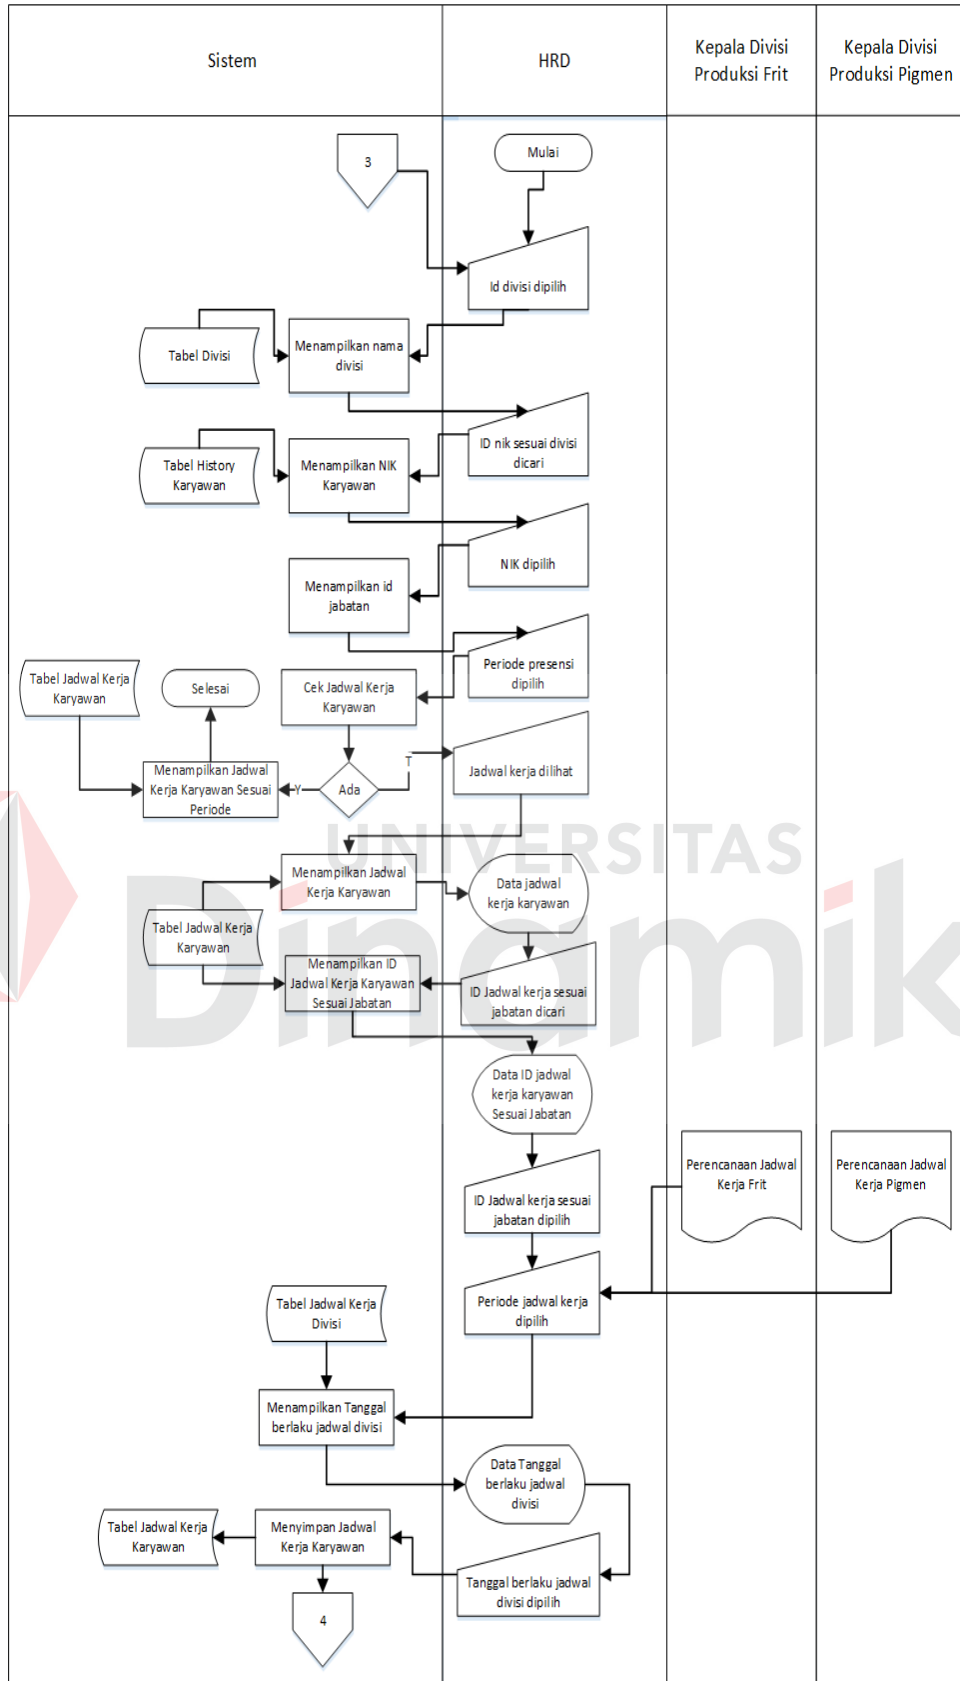 Sistem
HRD
Kepala Divisi
Produksi Frit
Kepala Divisi
Produksi Pigmen
3
Mulai
Id divisi dipilih
Tabel Divisi
Menampilkan nama
divisi
ID nik sesuai divisi
dicari
Tabel History
Karyawan
Menampilkan NIK
Karyawan
NIK dipilih
Menampilkan id
jabatan
Periode presensi
dipilih
Tabel Jadwal Kerja
Karyawan
Selesai
Cek Jadwal Kerja
Karyawan
Jadwal kerja dilihat
T
Menampilkan Jadwal
Kerja Karyawan Sesuai
Periode
Y
Ada
UNIVERSITAS
Dinamik
Menampilkan Jadwal
Kerja Karyawan
Data jadwal
kerja karyawan
Tabel Jadwal Kerja
Karyawan
Menampilkan ID
Jadwal Kerja Karyawan
Sesuai Jabatan
ID Jadwal kerja sesuai
jabatan dicari
Data ID jadwal
kerja karyawan
Sesuai Jabatan
Perencanaan Jadwal
Kerja Frit
Perencanaan Jadwal
Kerja Pigmen
ID Jadwal kerja sesuai
jabatan dipilih
Periode jadwal kerja
dipilih
Tabel Jadwal Kerja
Divisi
Menampilkan Tanggal
berlaku jadwal divisi
Data Tanggal
berlaku jadwal
divisi
Tabel Jadwal Kerja
Karyawan
Menyimpan Jadwal
Kerja Karyawan
Tanggal berlaku jadwal
divisi dipilih
4